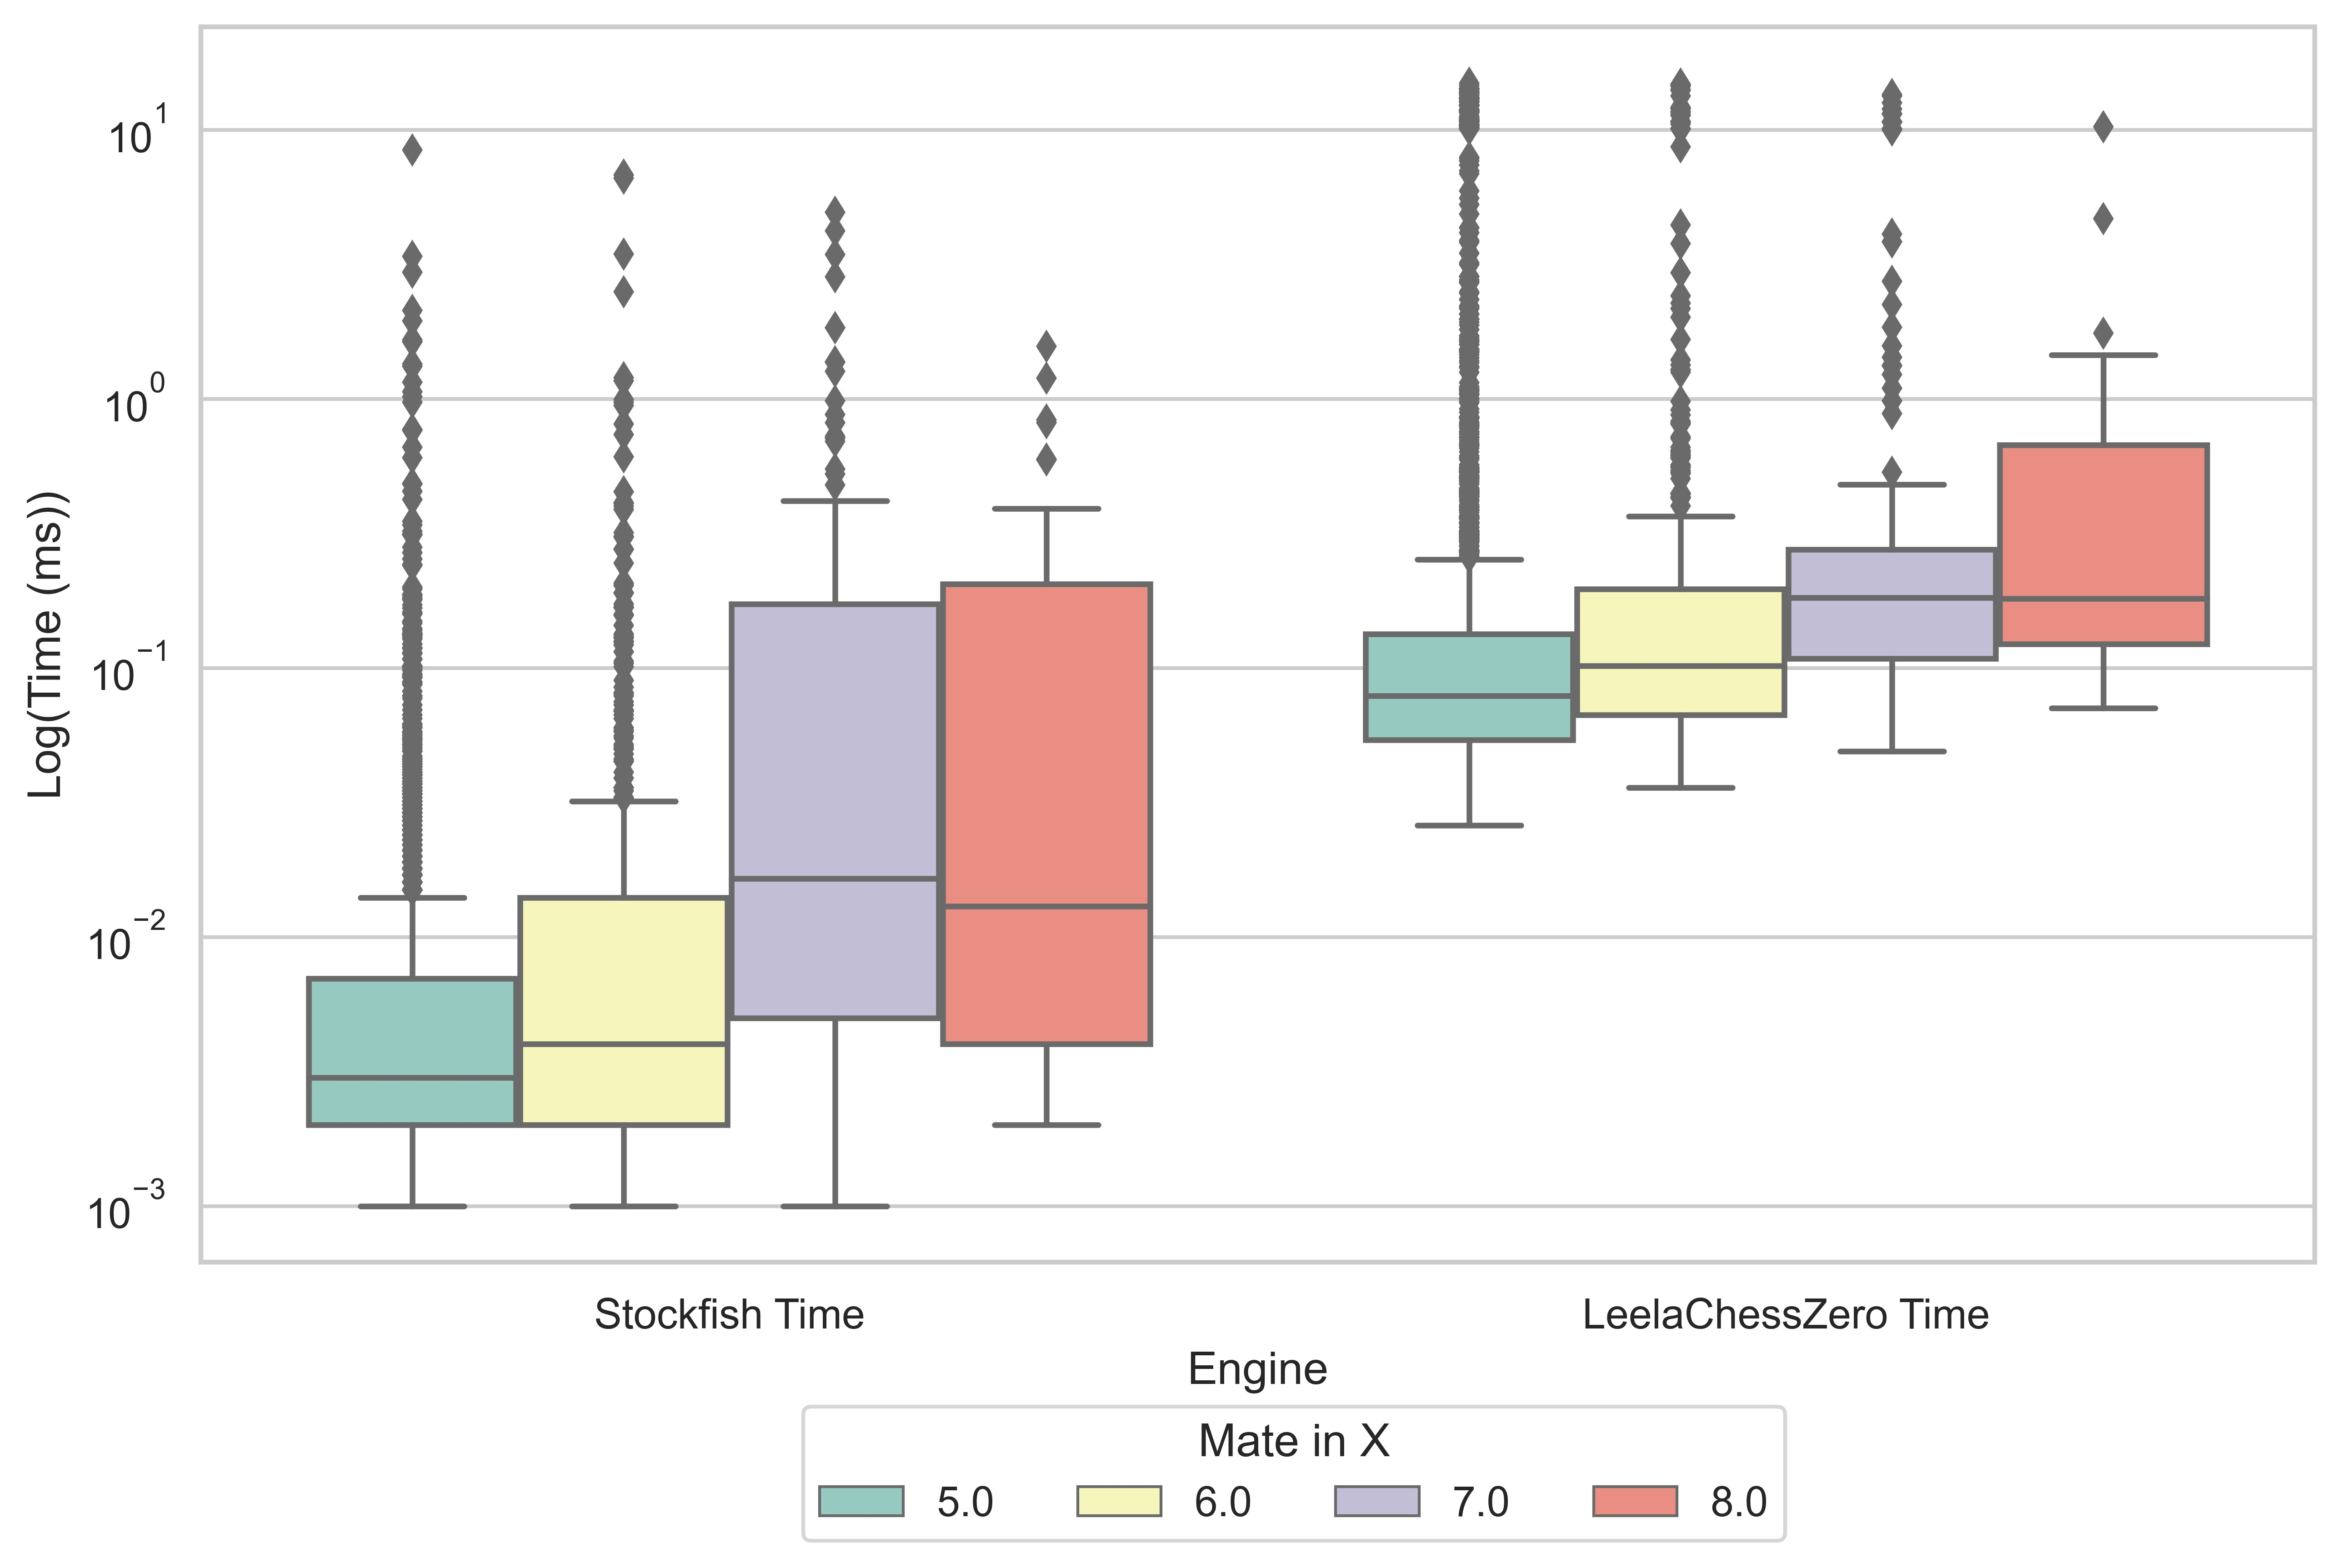 10^1
10^0
10^−1
10^−2
10^−3
Log(Time (ms))
Stockfish Time
LeelaChessZero Time
Engine
Mate in X
5.0 6.0 7.0 8.0